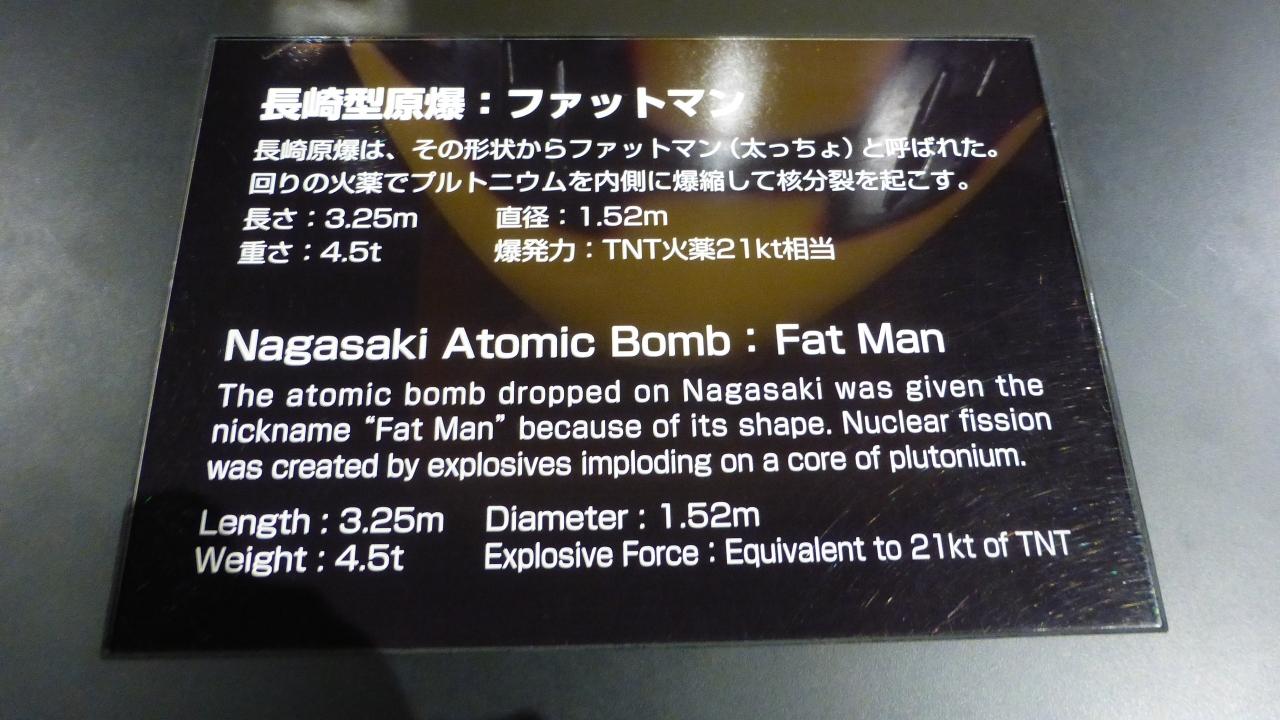 長崎型原爆：ファットマン
長崎原爆は、その形状からファットマン（太っちょ）と呼ばれた。
回りの火薬でプルトニウムを内側に爆縮して核分裂を起こす。
長さ：3.25m　直径：1.52m
重さ：4.5t　爆発力：TNT火薬21kt相当
Nagasaki Atomic Bomb：Fat Man
The atomic bomb dropped on Nagasaki was given the
nickname “Fat Man” because of its shape. Nuclear fission
was created by explosives imploding on a core of plutonium.
Length : 3.25m　Diameter : 1.52m
Weight : 4.5t　Explosive Force : Equivalent to 21kt of TNT